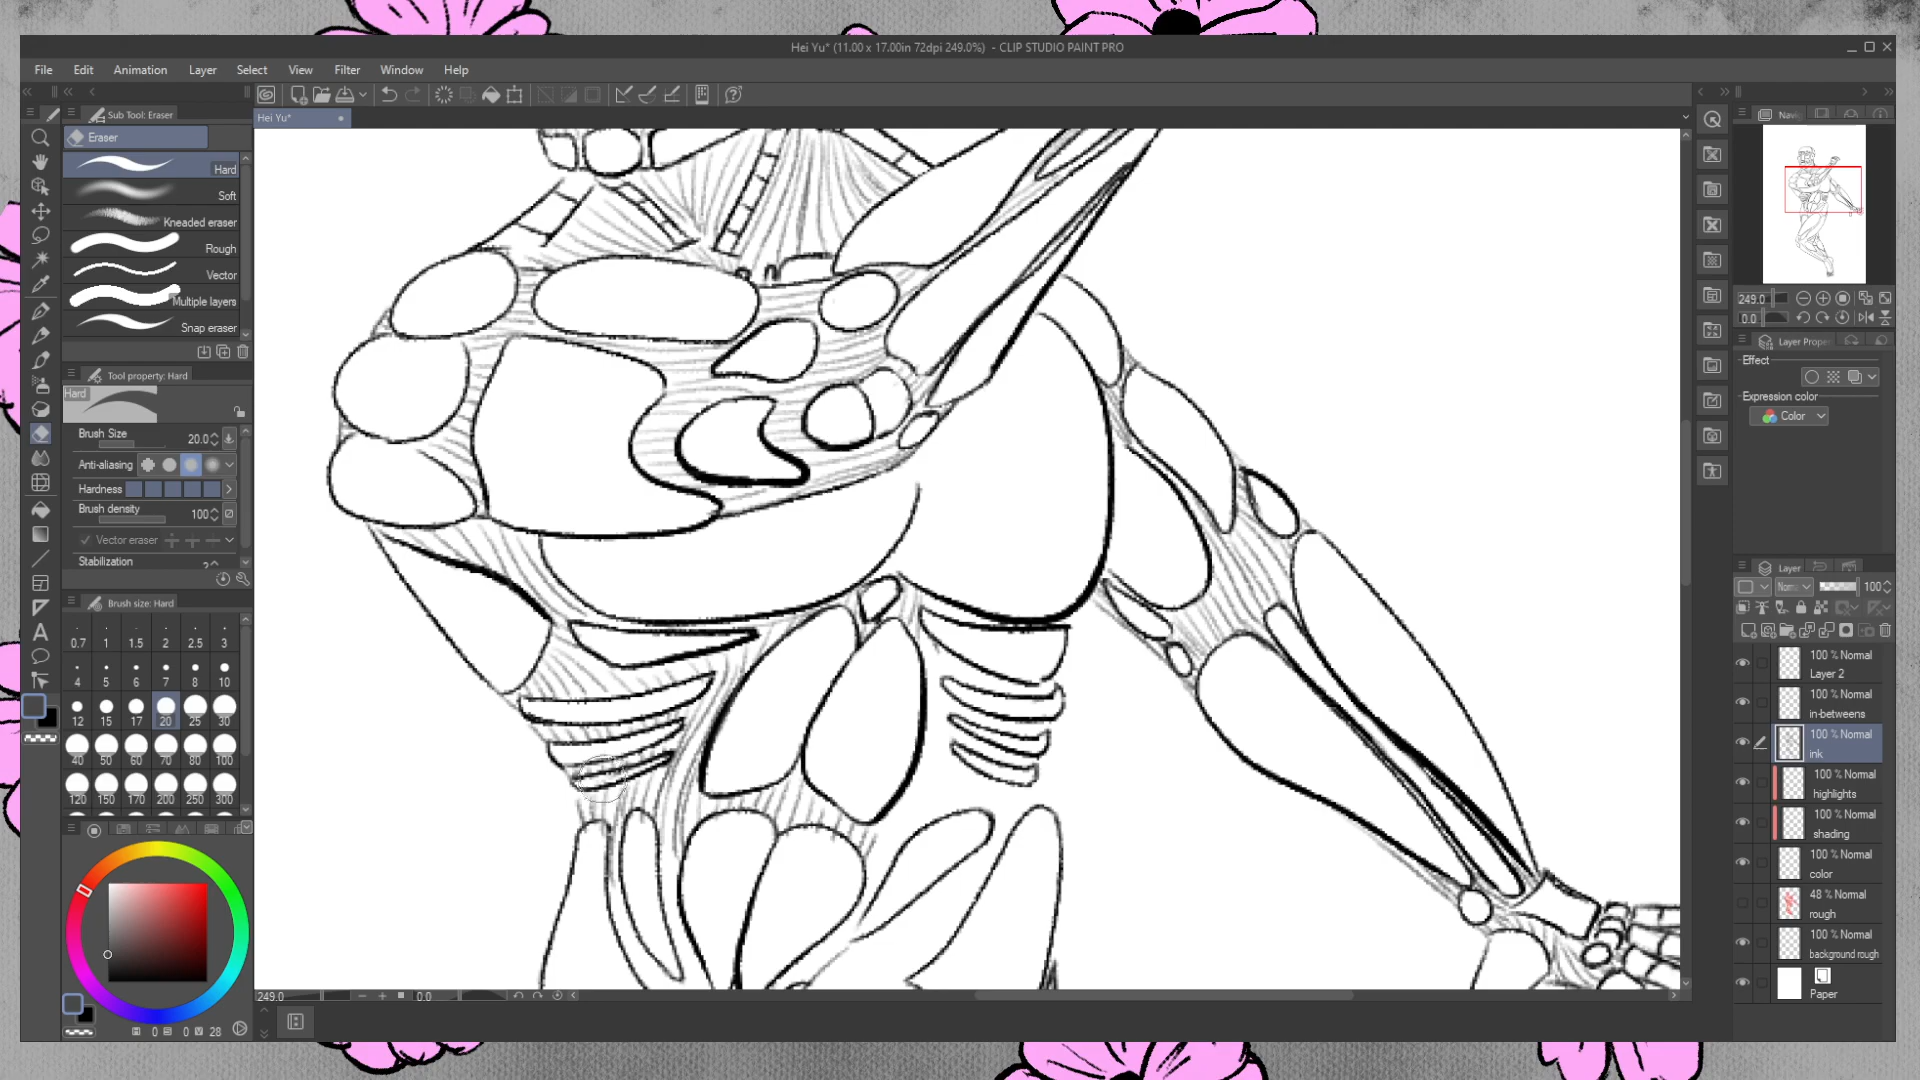 Hei Yu* (11.00 x 17.00in 72dpi 249.0%) - CLIP STUDIO PAINT PRO
File Edit Animation Layer Select View Filter Window Help
Sub Tool: Eraser
Eraser
Hard
Soft
Kneaded eraser
Rough
Vector
Multiple layers
Snap eraser
Tool property: Hard
Hard
Brush Size 20.0
Anti-aliasing
Hardness
Brush density 100
Vector eraser
Stabilization
Brush size: Hard
0.7 1 1.5 2 2.5 3
4 5 6 7 8 10
12 15 17 20 25 30
40 50 60 70 80 100
120 150 170 200 250 300
0 0 28
Hei Yu*
249.0 0.0
249.0
0.0
Layer Prope
Effect
Expression color
Color
Layer
100
100 % Normal
Layer 2
100 % Normal
in-betweens
100 % Normal
ink
100 % Normal
highlights
100 % Normal
shading
100 % Normal
color
48 % Normal
rough
100 % Normal
background rough
Paper